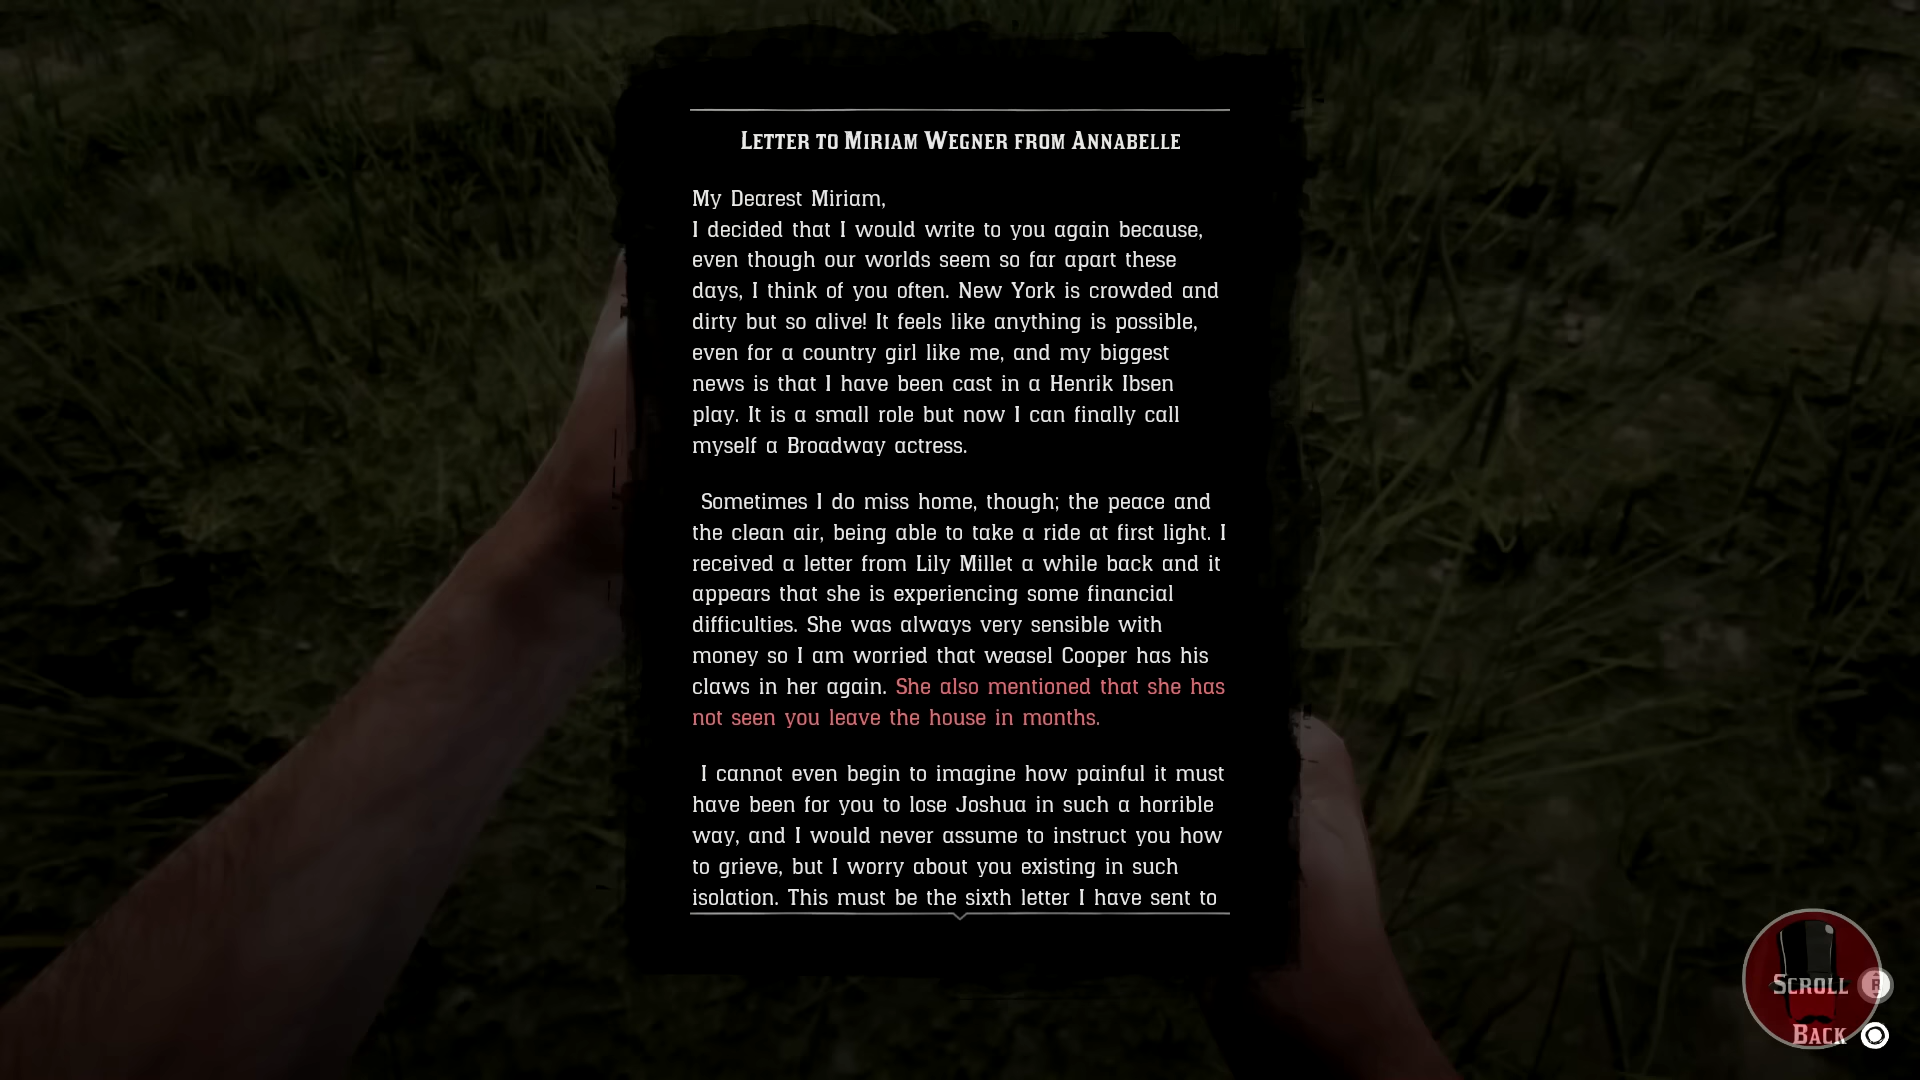 Letter to Miriam Wegner from Annabelle
My Dearest Miriam,
I decided that I would write to you again because,
even though our worlds seem so far apart these
days, I think of you often. New York is crowded and
dirty but so alive! It feels like anything is possible,
even for a country girl like me, and my biggest
news is that I have been cast in a Henrik Ibsen
play. It is a small role but now I can finally call
myself a Broadway actress.
Sometimes I do miss home, though; the peace and
the clean air, being able to take a ride at first light. I
received a letter from Lily Millet a while back and it
appears that she is experiencing some financial
difficulties. She was always very sensible with
money so I am worried that weasel Cooper has his
claws in her again. She also mentioned that she has
not seen you leave the house in months.
I cannot even begin to imagine how painful it must
have been for you to lose Joshua in such a horrible
way, and I would never assume to instruct you how
to grieve, but I worry about you existing in such
isolation. This must be the sixth letter I have sent to
Scroll R
Back